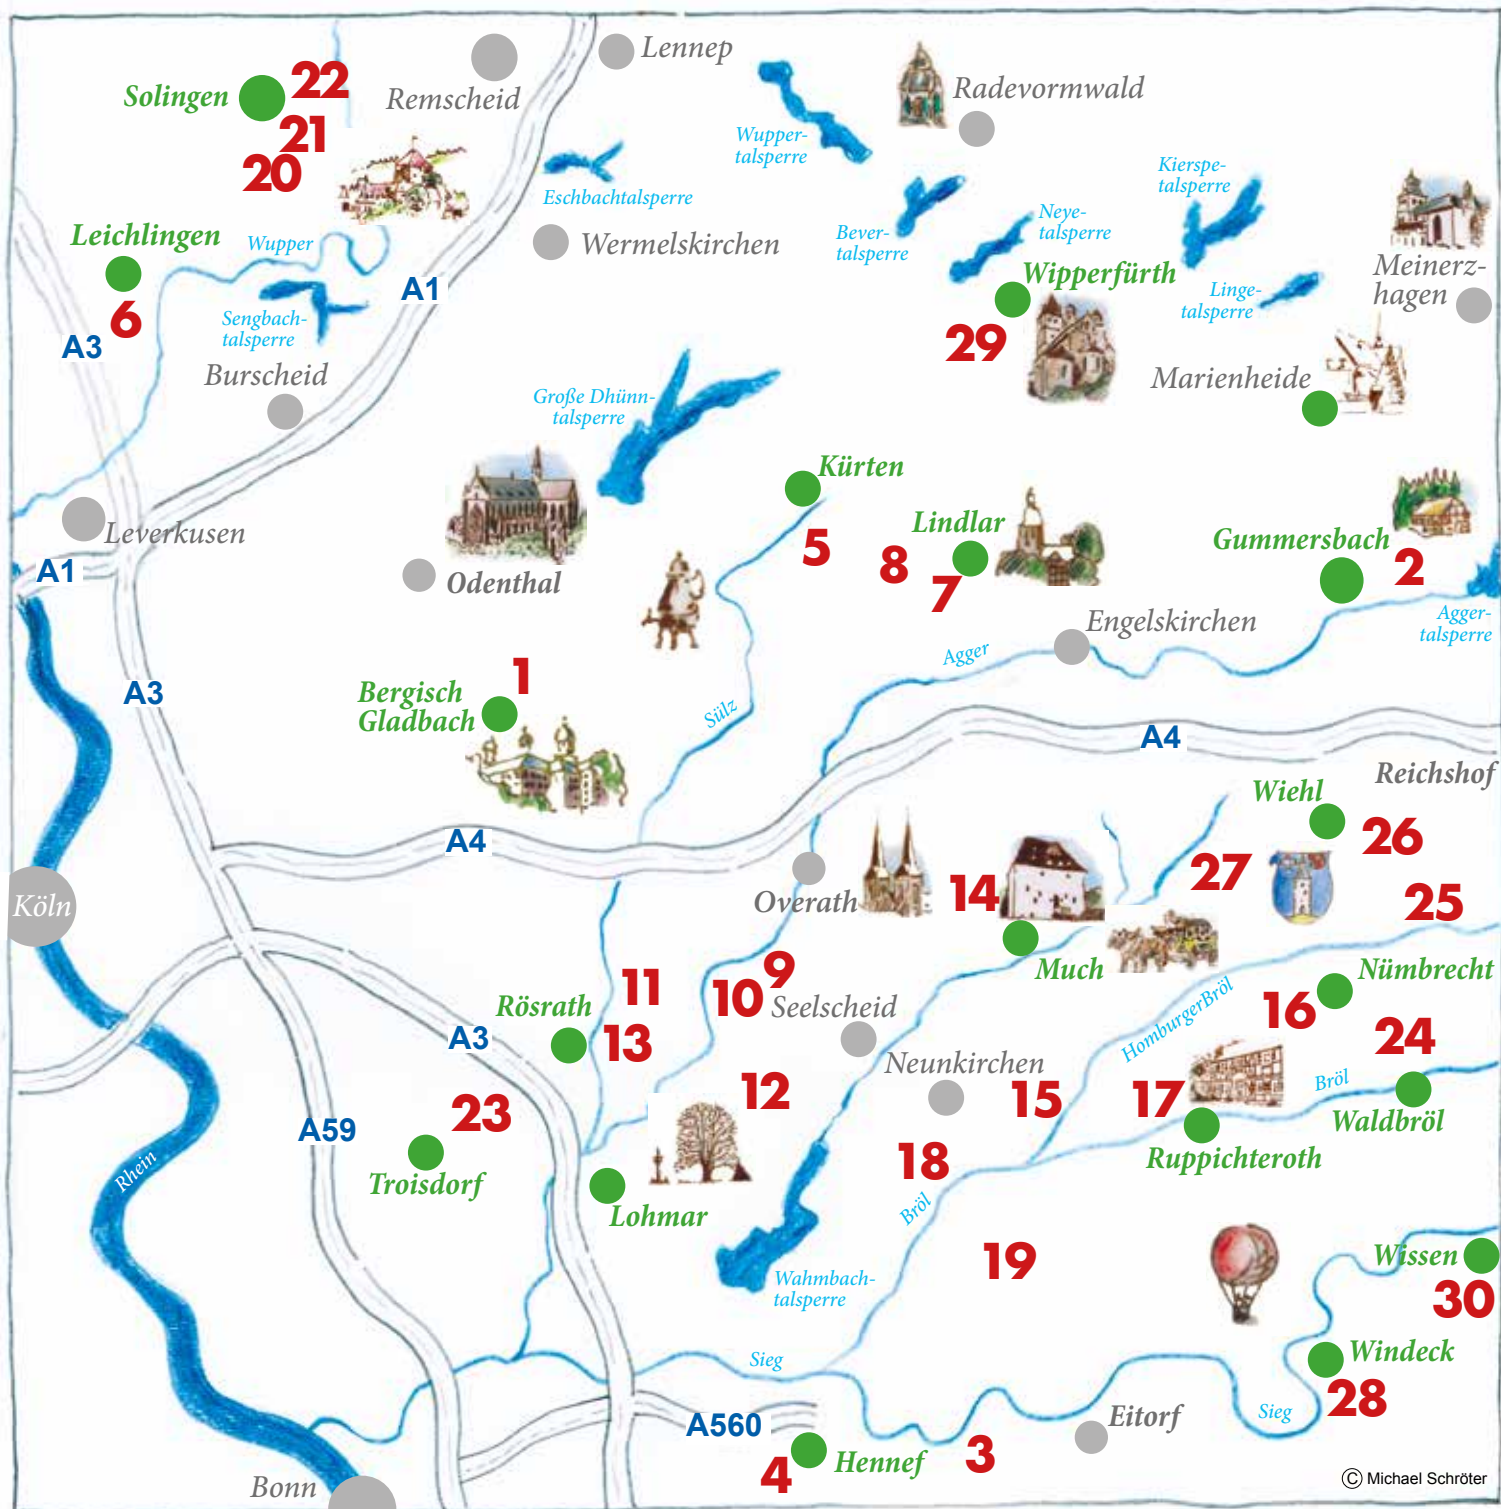 Lennep
22
Solingen
Remscheid
Radevormwald
21
20
Wupper-
talsperre
Kierspe-
talsperre
Eschbachtalsperre
Leichlingen
Wupper
Wermelskirchen
Bever-
talsperre
Neye-
talsperre
Meinerz-
hagen
Wipperfürth
A1
Linge-
talsperre
6
Sengbach-
talsperre
A3
29
Burscheid
Marienheide
Große Dhünn-
talsperre
Kürten
Lindlar
Leverkusen
5
8
7
Gummersbach
2
A1
Odenthal
Agger-
talsperre
Engelskirchen
Agger
1
Bergisch
Gladbach
A3
Sülz
A4
Reichshof
Wiehl
A4
26
27
14
25
Köln
Overath
Much
Nümbrecht
9
10
11
Seelscheid
Rösrath
13
HomburgerBröl
16
24
A3
Neunkirchen
12
15
17
Bröl
23
A59
Waldbröl
Ruppichteroth
18
Rhein
Troisdorf
Lohmar
Bröl
19
Wissen
Wahmbach-
talsperre
30
Sieg
Windeck
28
Sieg
A560
Eitorf
3
Hennef
4
Bonn
© Michael Schröter